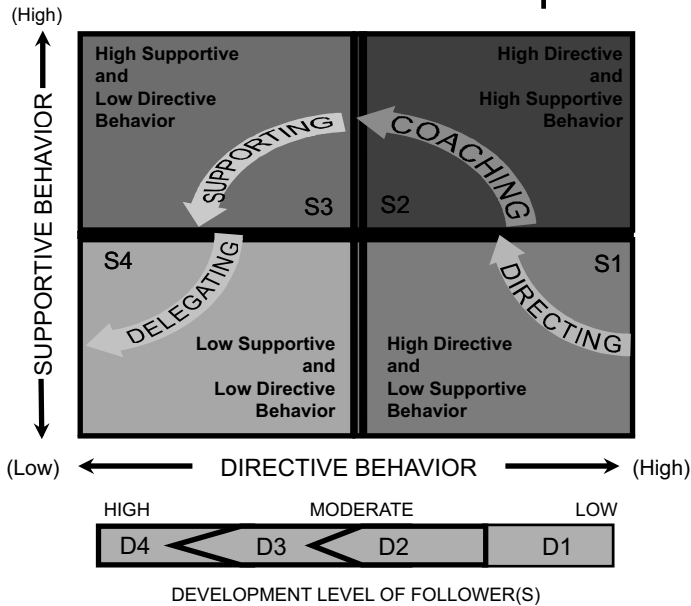 (High)
SUPPORTIVE BEHAVIOR
High Supportive
and
Low Directive
Behavior
High Directive
and
High Supportive
Behavior
SUPPORTING
COACHING
S3
S2
S4
S1
DELEGATING
DIRECTING
Low Supportive
and
Low Directive
Behavior
High Directive
and
Low Supportive
Behavior
(Low)
DIRECTIVE BEHAVIOR
(High)
HIGH
MODERATE
LOW
D4
D3
D2
D1
DEVELOPMENT LEVEL OF FOLLOWER(S)